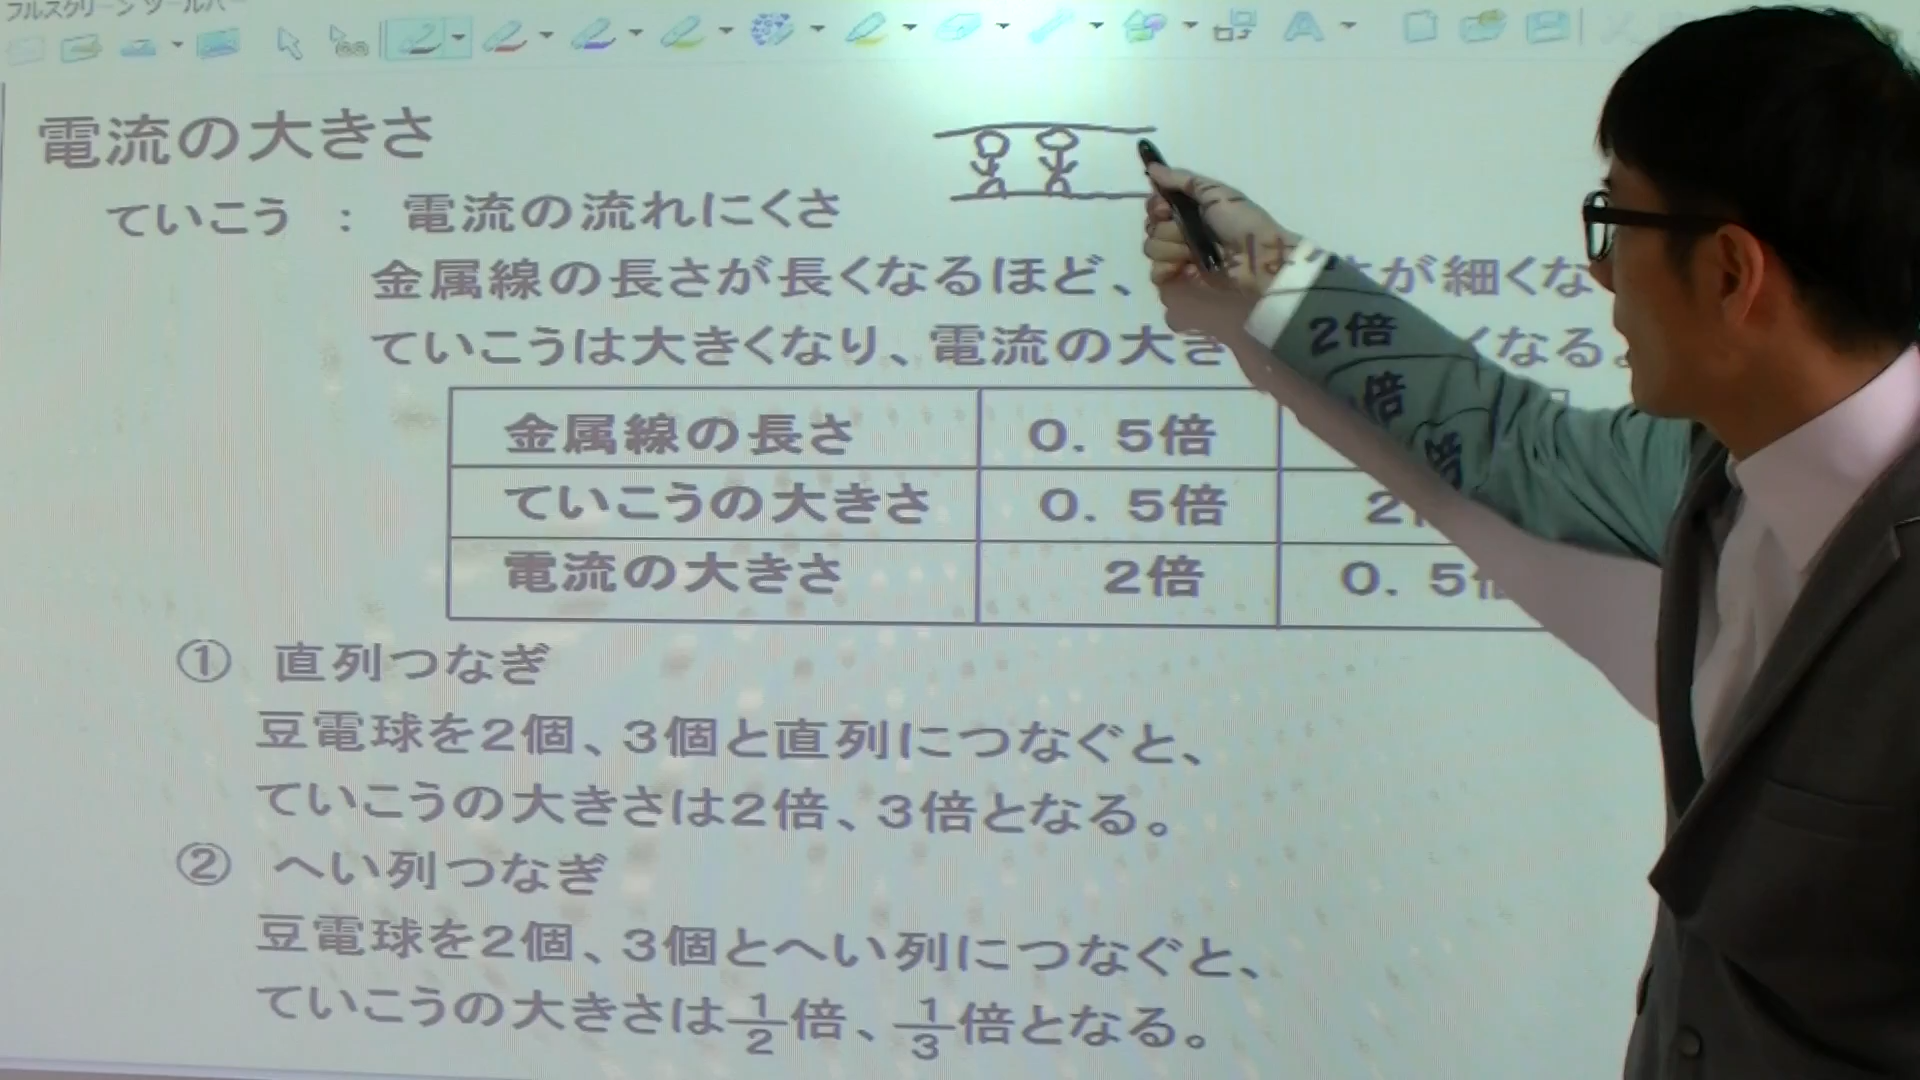 フルスクリーン ツールバー
電流の大きさ
ていこう : 電流の流れにくさ
金属線の長さが長くなるほど、 が細くな
ていこうは大きくなり、電流の大き くなる。
2倍
倍
倍
金属線の長さ 0.5倍
ていこうの大きさ 0.5倍 2
電流の大きさ 2倍 0.5
① 直列つなぎ
豆電球を2個、3個と直列につなぐと、
ていこうの大きさは2倍、3倍となる。
② へい列つなぎ
豆電球を2個、3個とへい列につなぐと、
ていこうの大きさは1/2倍、1/3倍となる。